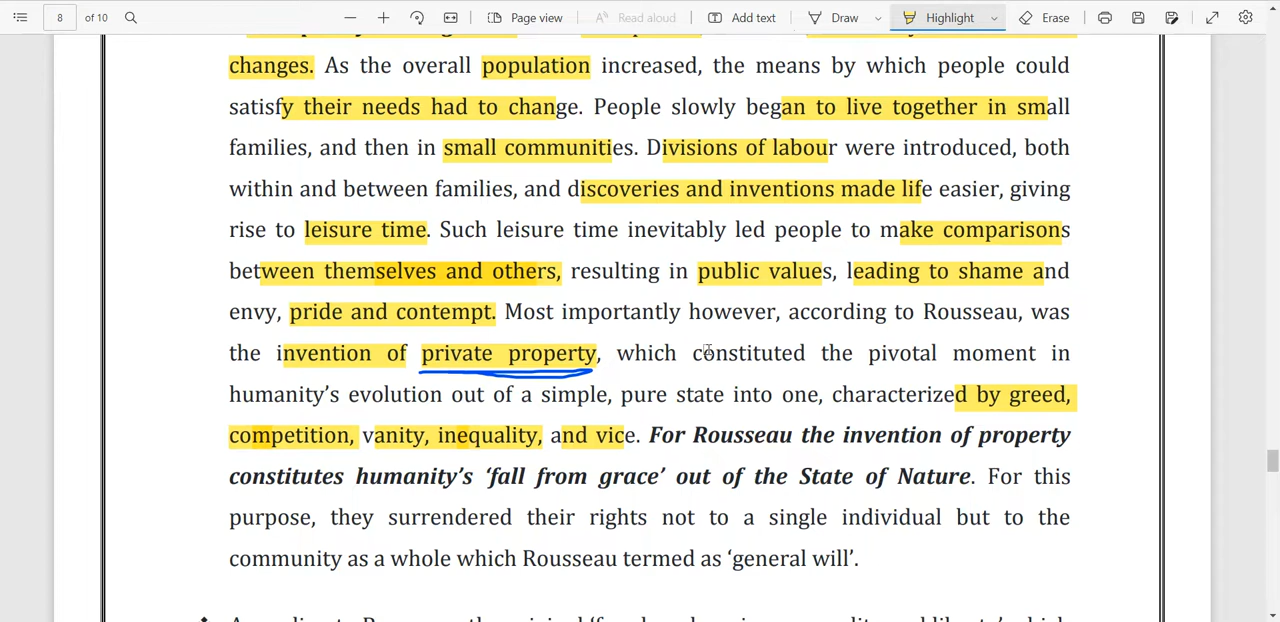 8 of 10 Page view Read aloud Add text Draw Highlight Erase
changes. As the overall population increased, the means by which people could
satisfy their needs had to change. People slowly began to live together in small
families, and then in small communities. Divisions of labour were introduced, both
within and between families, and discoveries and inventions made life easier, giving
rise to leisure time. Such leisure time inevitably led people to make comparisons
between themselves and others, resulting in public values, leading to shame and
envy, pride and contempt. Most importantly however, according to Rousseau, was
the invention of private property, which constituted the pivotal moment in
humanity’s evolution out of a simple, pure state into one, characterized by greed,
competition, vanity, inequality, and vice. For Rousseau the invention of property
constitutes humanity’s ‘fall from grace’ out of the State of Nature. For this
purpose, they surrendered their rights not to a single individual but to the
community as a whole which Rousseau termed as ‘general will’.